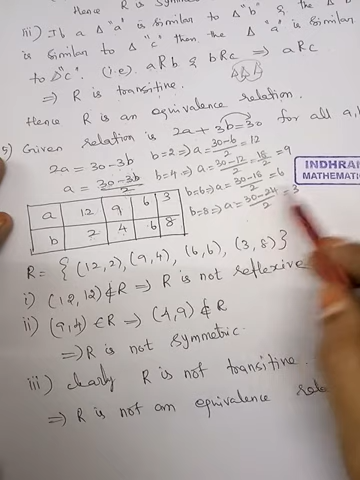 Hence R is symm
iii) If a Δ "a" is similar to Δ "b" & the Δ
is similar to Δ "c" then the Δ "a" is similar
to Δ"c". (i.e) aRb & bRc ⇒ aRc
⇒ R is transitive.
Hence R is an equivalence relation.
5) Given relation is 2a + 3b = 30 for all a,
2a = 30 - 3b
a = 30-3b/2
b=2 ⇒ a = 30-6/2 = 12
b=4 ⇒ a = 30-12/2 = 18/2 = 9
b=6 ⇒ a = 30-18/2 = 6
b=8 ⇒ a = 30-24/2 = 3
a 12 9 6 3
b 2 4 6 8
INDHRAN
MATHEMATIC
R = { (12,2), (9,4), (6,6), (3,8) }
i) (12,12) ∉ R ⇒ R is not reflexive
ii) (9,4) ∈ R ⇒ (4,9) ∉ R
⇒ R is not symmetric.
iii) clearly R is not transitive.
⇒ R is not an equivalence rela